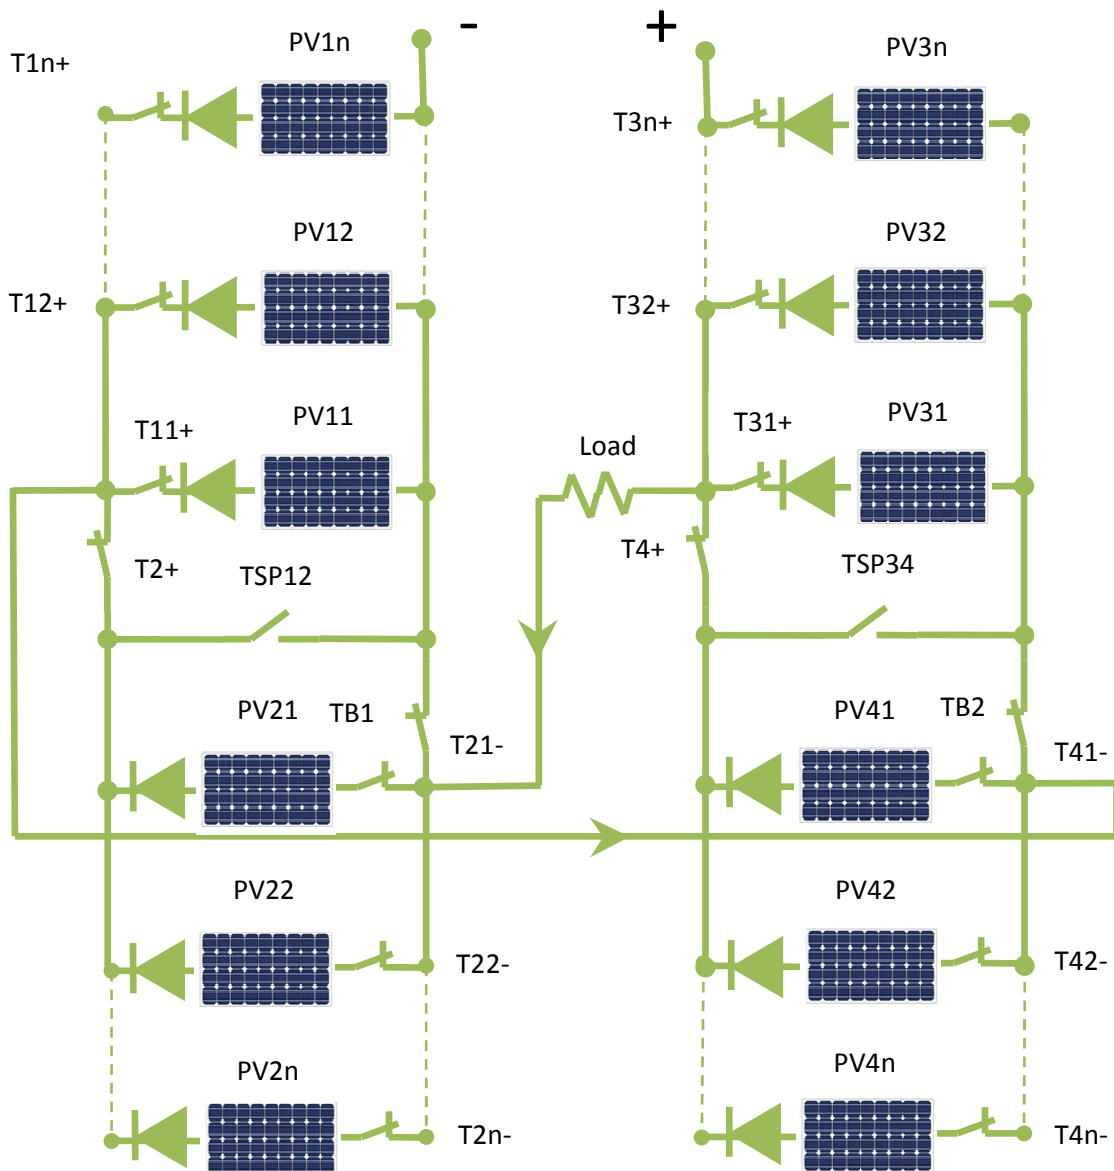 - +
PV1n PV3n
T1n+
T3n+
PV12 PV32
T12+ T32+
PV11 PV31
T11+ T31+
Load
T2+ T4+
TSP12 TSP34
PV21 TB1 PV41 TB2
T21- T41-
PV22 PV42
T22- T42-
PV2n PV4n
T2n- T4n-